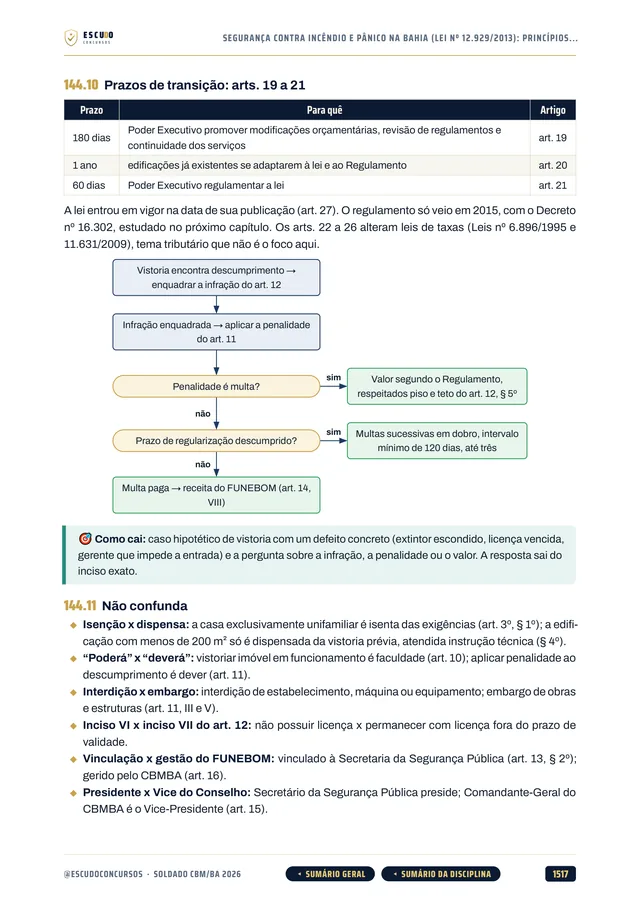 ESCUDO
CONCURSOS
SEGURANÇA CONTRA INCÊNDIO E PÂNICO NA BAHIA (LEI Nº 12.929/2013): PRINCÍPIOS...
144.10 Prazos de transição: arts. 19 a 21
Prazo Para quê Artigo
180 dias Poder Executivo promover modificações orçamentárias, revisão de regulamentos e continuidade dos serviços art. 19
1 ano edificações já existentes se adaptarem à lei e ao Regulamento art. 20
60 dias Poder Executivo regulamentar a lei art. 21
A lei entrou em vigor na data de sua publicação (art. 27). O regulamento só veio em 2015, com o Decreto
nº 16.302, estudado no próximo capítulo. Os arts. 22 a 26 alteram leis de taxas (Leis nº 6.896/1995 e
11.631/2009), tema tributário que não é o foco aqui.
Vistoria encontra descumprimento →
enquadrar a infração do art. 12
Infração enquadrada → aplicar a penalidade
do art. 11
Penalidade é multa?
sim
Valor segundo o Regulamento,
respeitados piso e teto do art. 12, § 5º
não
Prazo de regularização descumprido?
sim
Multas sucessivas em dobro, intervalo
mínimo de 120 dias, até três
não
Multa paga → receita do FUNEBOM (art. 14,
VIII)
Como cai: caso hipotético de vistoria com um defeito concreto (extintor escondido, licença vencida,
gerente que impede a entrada) e a pergunta sobre a infração, a penalidade ou o valor. A resposta sai do
inciso exato.
144.11 Não confunda
◆ Isenção x dispensa: a casa exclusivamente unifamiliar é isenta das exigências (art. 3º, § 1º); a edifi-
cação com menos de 200 m² só é dispensada da vistoria prévia, atendida instrução técnica (§ 4º).
◆ “Poderá” x “deverá”: vistoriar imóvel em funcionamento é faculdade (art. 10); aplicar penalidade ao
descumprimento é dever (art. 11).
◆ Interdição x embargo: interdição de estabelecimento, máquina ou equipamento; embargo de obras
e estruturas (art. 11, III e V).
◆ Inciso VI x inciso VII do art. 12: não possuir licença x permanecer com licença fora do prazo de
validade.
◆ Vinculação x gestão do FUNEBOM: vinculado à Secretaria da Segurança Pública (art. 13, § 2º);
gerido pelo CBMBA (art. 16).
◆ Presidente x Vice do Conselho: Secretário da Segurança Pública preside; Comandante-Geral do
CBMBA é o Vice-Presidente (art. 15).
@ESCUDOCONCURSOS · SOLDADO CBM/BA 2026
SUMÁRIO GERAL
SUMÁRIO DA DISCIPLINA
1517